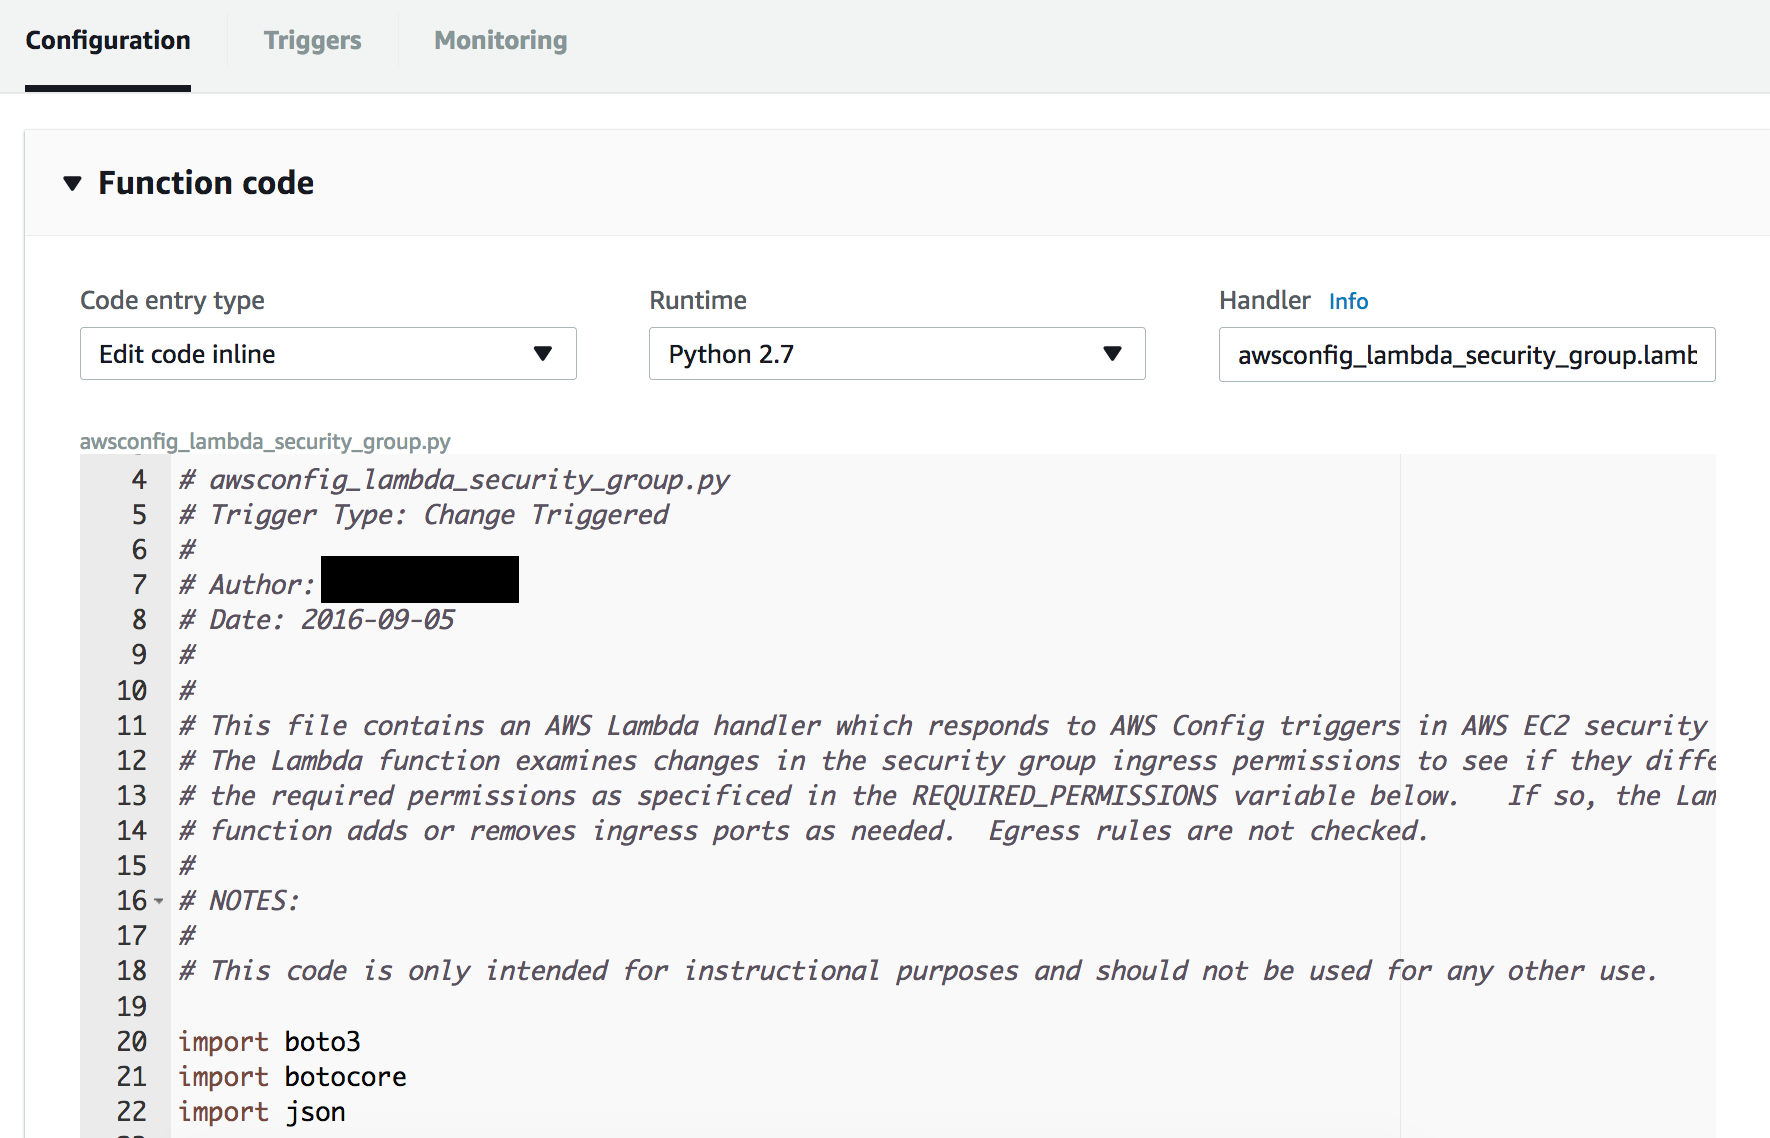 Configuration Triggers Monitoring
Function code
Code entry type Runtime Handler Info
Edit code inline Python 2.7 awsconfig_lambda_security_group.lamb
awsconfig_lambda_security_group.py
4 # awsconfig_lambda_security_group.py
5 # Trigger Type: Change Triggered
6 #
7 # Author:
8 # Date: 2016-09-05
9 #
10 #
11 # This file contains an AWS Lambda handler which responds to AWS Config triggers in AWS EC2 security
12 # The Lambda function examines changes in the security group ingress permissions to see if they diffe
13 # the required permissions as specificed in the REQUIRED_PERMISSIONS variable below.   If so, the Lam
14 # function adds or removes ingress ports as needed.  Egress rules are not checked.
15 #
16 # NOTES:
17 #
18 # This code is only intended for instructional purposes and should not be used for any other use.
19
20 import boto3
21 import botocore
22 import json